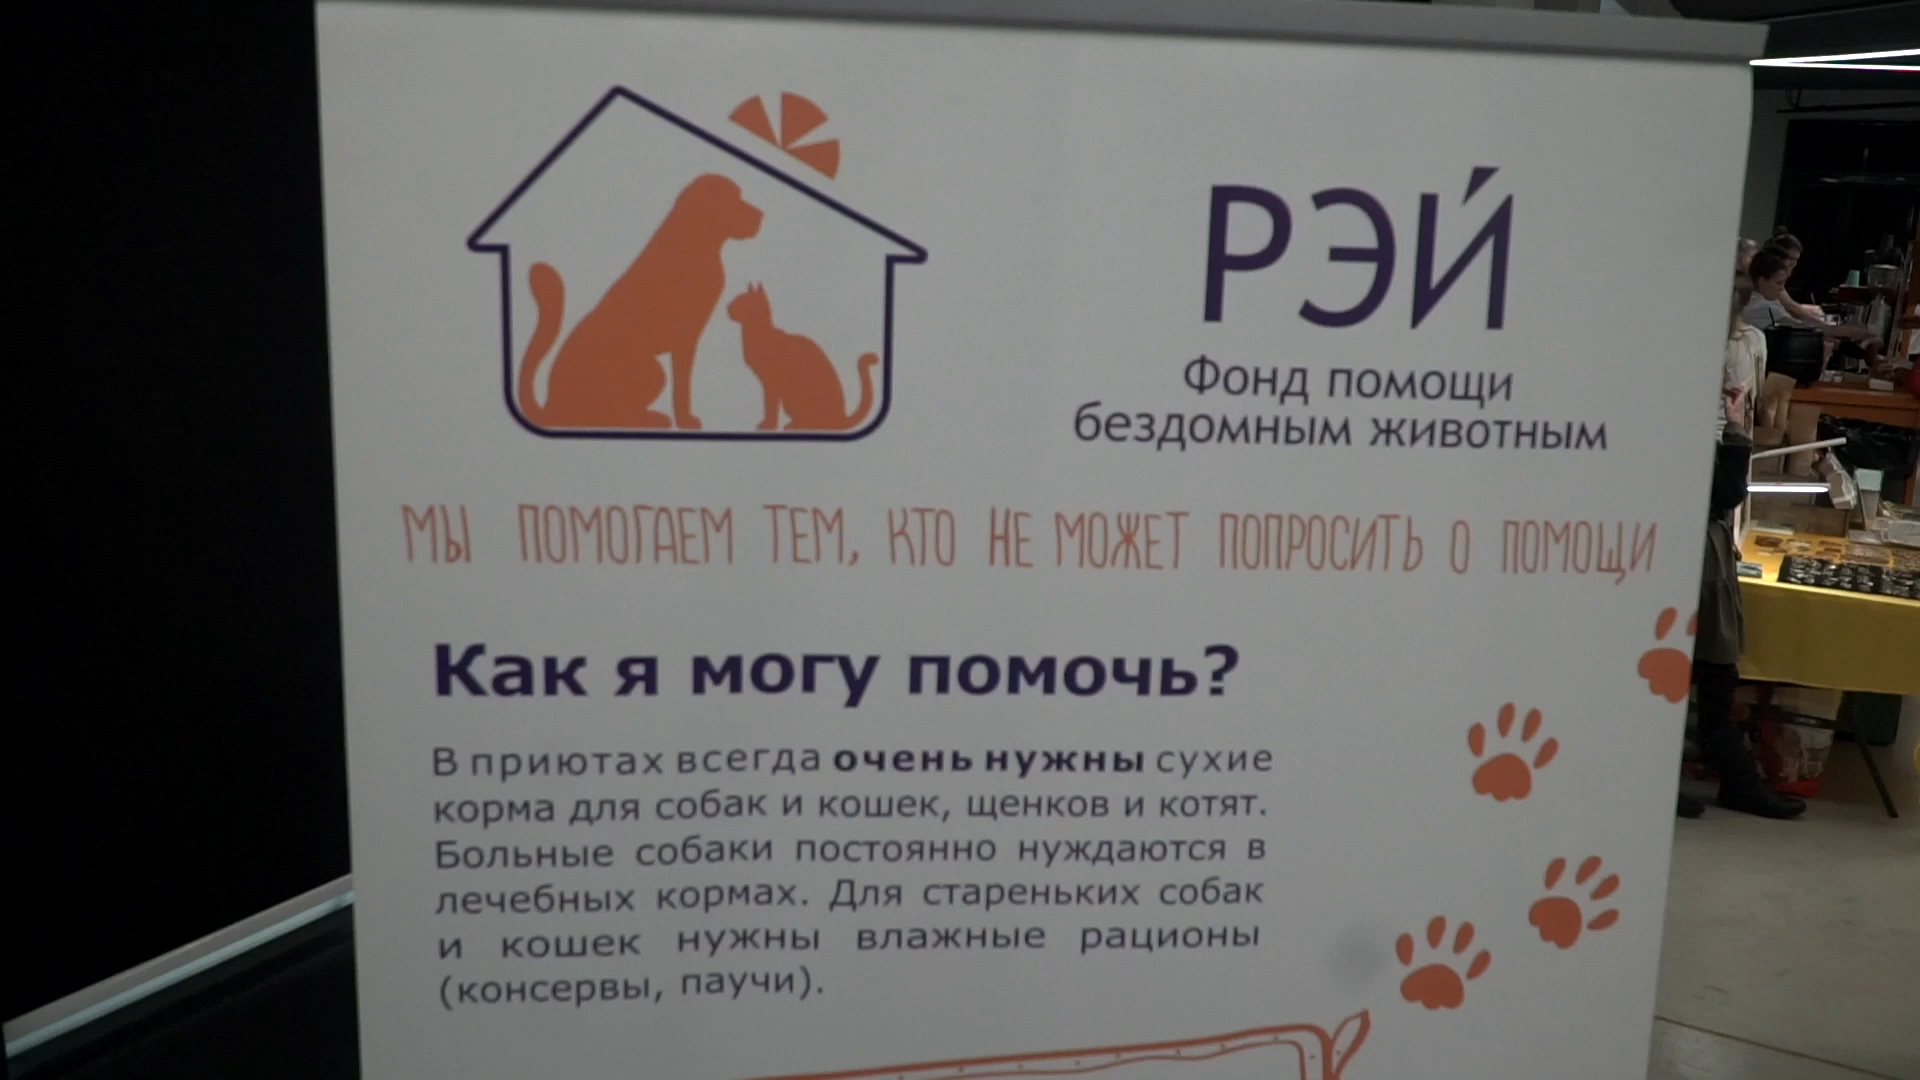 РЭЙ
Фонд помощи
бездомным животным
МЫ ПОМОГАЕМ ТЕМ, КТО НЕ МОЖЕТ ПОПРОСИТЬ О ПОМОЩИ
Как я могу помочь?
В приютах всегда очень нужны сухие
корма для собак и кошек, щенков и котят.
Больные собаки постоянно нуждаются в
лечебных кормах. Для стареньких собак
и кошек нужны влажные рационы
(консервы, паучи).